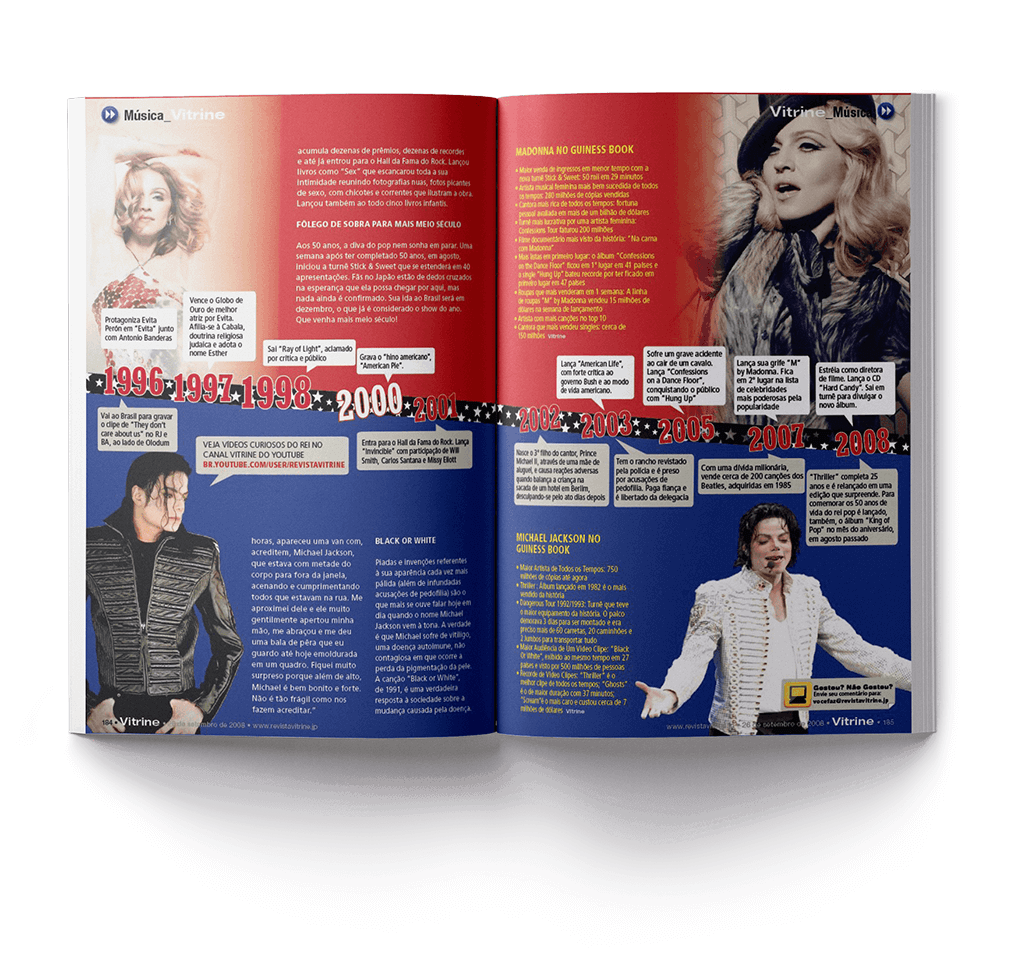 Música_Vitrine
acumula dezenas de prêmios, dezenas de recordes
e até já entrou para o Hall da Fama do Rock. Lançou
livros como "Sex" que escancarou toda a sua
intimidade reunindo fotografias nuas, fotos picantes
de sexo, com chicotes e correntes que ilustram a obra.
Lançou também ao todo cinco livros infantis.
FÔLEGO DE SOBRA PARA MAIS MEIO SÉCULO
Aos 50 anos, a diva do pop nem sonha em parar. Uma
semana após ter completado 50 anos, em agosto,
iniciou a turnê Stick & Sweet que se estenderá em 40
apresentações. Fãs no Japão estão de dedos cruzados
na esperança que ela possa chegar por aqui, mas
nada ainda é confirmado. Sua ida ao Brasil será em
dezembro, o que já é considerado o show do ano.
Que venha mais meio século!
Protagoniza Evita
Perón em "Evita" junto
com Antonio Banderas
Vence o Globo de
Ouro de melhor
atriz por Evita.
Afilia-se à Cabala,
doutrina religiosa
judaica e adota o
nome Esther
Sai "Ray of Light", aclamado
por crítica e público
Grava o "hino americano",
"American Pie".
1996 1997 1998 2000 2001
Vai ao Brasil para gravar
o clipe de "They don't
care about us" no RJ e
BA, ao lado de Olodum
VEJA VÍDEOS CURIOSOS DO REI NO
CANAL VITRINE DO YOUTUBE
BR.YOUTUBE.COM/USER/REVISTAVITRINE
Entra para o Hall da Fama do Rock. Lança
"Invincible" com participação de Will
Smith, Carlos Santana e Missy Eliott
horas, apareceu uma van com,
acreditem, Michael Jackson,
que estava com metade do
corpo para fora da janela,
acenando e cumprimentando
todos que estavam na rua. Me
aproximei dele e ele muito
gentilmente apertou minha
mão, me abraçou e me deu
uma bala de pêra que eu
guardo até hoje emoldurada
em um quadro. Fiquei muito
surpreso porque além de alto,
Michael é bem bonito e forte.
Não é tão frágil como nos
fazem acreditar."
BLACK OR WHITE
Piadas e invenções referentes
à sua aparência cada vez mais
pálida (além de infundadas
acusações de pedofilia) são o
que mais se ouve falar hoje em
dia quando o nome Michael
Jackson vem à tona. A verdade
é que Michael sofre de vitiligo,
uma doença autoimune, não
contagiosa em que ocorre a
perda da pigmentação da pele.
A canção "Black or White",
de 1991, é uma verdadeira
resposta à sociedade sobre a
mudança causada pela doença.
184 • Vitrine • de setembro de 2008 • www.revistavitrine.jp
Vitrine_Música
MADONNA NO GUINESS BOOK
• Maior venda de ingressos em menor tempo com a
nova turnê Stick & Sweet: 50 mil em 29 minutos
• Artista musical feminina mais bem sucedida de todos
os tempos: 280 milhões de cópias vendidas
• Cantora mais rica de todos os tempos: fortuna
pessoal avaliada em mais de um bilhão de dólares
• Turnê mais lucrativa por uma artista feminina:
Confessions Tour faturou 200 milhões
• Filme documentário mais visto da história: "Na cama
com Madonna"
• Mais listas em primeiro lugar: o álbum "Confessions
on the Dance Floor" ficou em 1º lugar em 41 países e
o single "Hung Up" bateu recorde por ter ficado em
primeiro lugar em 47 países
• Roupas que mais venderam em 1 semana: A linha
de roupas "M" by Madonna vendeu 15 milhões de
dólares na semana de lançamento
• Artista com mais canções no top 10
• Cantora que mais vendeu singles: cerca de
150 milhões Vitrine
Lança "American Life",
com forte crítica ao
governo Bush e ao modo
de vida americano.
Sofre um grave acidente
ao cair de um cavalo.
Lança "Confessions
on a Dance Floor",
conquistando o público
com "Hung Up"
Lança sua grife "M"
by Madonna. Fica
em 2º lugar na lista
de celebridades
mais poderosas pela
popularidade
Estréia como diretora
de filme. Lança o CD
"Hard Candy". Sai em
turnê para divulgar o
novo álbum.
2002 2003 2005 2007 2008
Nasce o 3º filho do cantor, Prince
Michael II, através de uma mãe de
aluguel, e causa reações adversas
quando balança a criança na
sacada de um hotel em Berlim,
desculpando-se pelo ato dias depois
Tem o rancho revistado
pela polícia e é preso
por acusações de
pedofilia. Paga fiança e
é libertado da delegacia
Com uma dívida milionária,
vende cerca de 200 canções dos
Beatles, adquiridas em 1985
"Thriller" completa 25
anos e é relançado em uma
edição que surpreende. Para
comemorar os 50 anos de
vida do rei pop é lançado,
também, o álbum "King of
Pop" no mês do aniversário,
em agosto passado
MICHAEL JACKSON NO
GUINESS BOOK
• Maior Artista de Todos os Tempos: 750
milhões de cópias até agora
• Thriller: Álbum lançado em 1982 é o mais
vendido da história
• Dangerous Tour 1992/1993: Turnê que teve
o maior equipamento da história. O palco
demorava 3 dias para ser montado e era
preciso mais de 60 carretas, 20 caminhões e
2 Jumbos para transportar tudo
• Maior Audiência de Um Vídeo Clipe: "Black
Or White", exibido ao mesmo tempo em 27
países e visto por 500 milhões de pessoas
• Recorde de Vídeo Clipes: "Thriller" é o
melhor clipe de todos os tempos; "Ghosts"
é o de maior duração com 37 minutos;
"Scream" é o mais caro e custou cerca de 7
milhões de dólares Vitrine
Gostou? Não Gostou?
Envie seu comentário para:
vocefaz@revistavitrine.jp
www.revistavitrine 26 de setembro de 2008 • Vitrine • 185